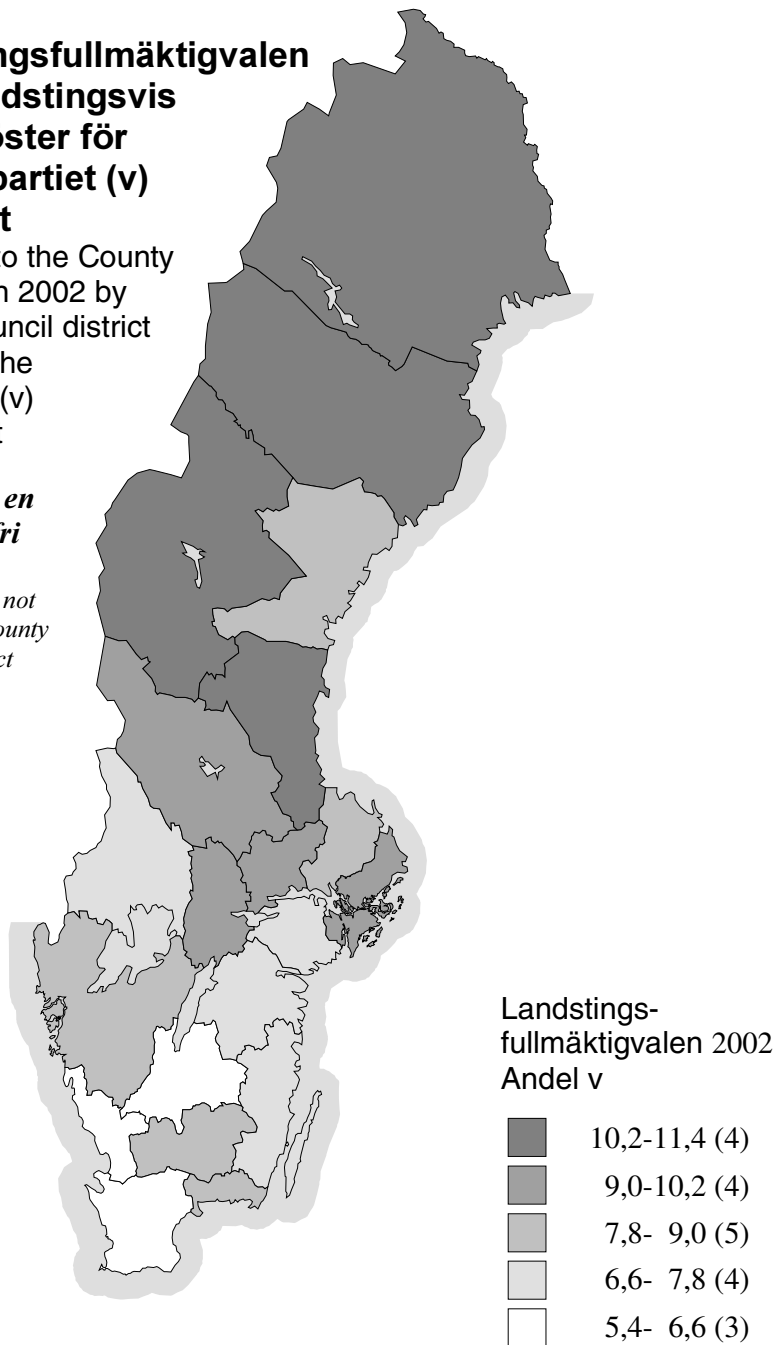 ngsfullmäktigvalen
dstingsvis
oster för
partiet (v)
t
to the County
n 2002 by
uncil district
he
(v)
t
en
fri
not
ounty
ct
Landstings-
fullmäktigvalen 2002
Andel v
10,2-11,4 (4)
9,0-10,2 (4)
7,8- 9,0 (5)
6,6- 7,8 (4)
5,4- 6,6 (3)